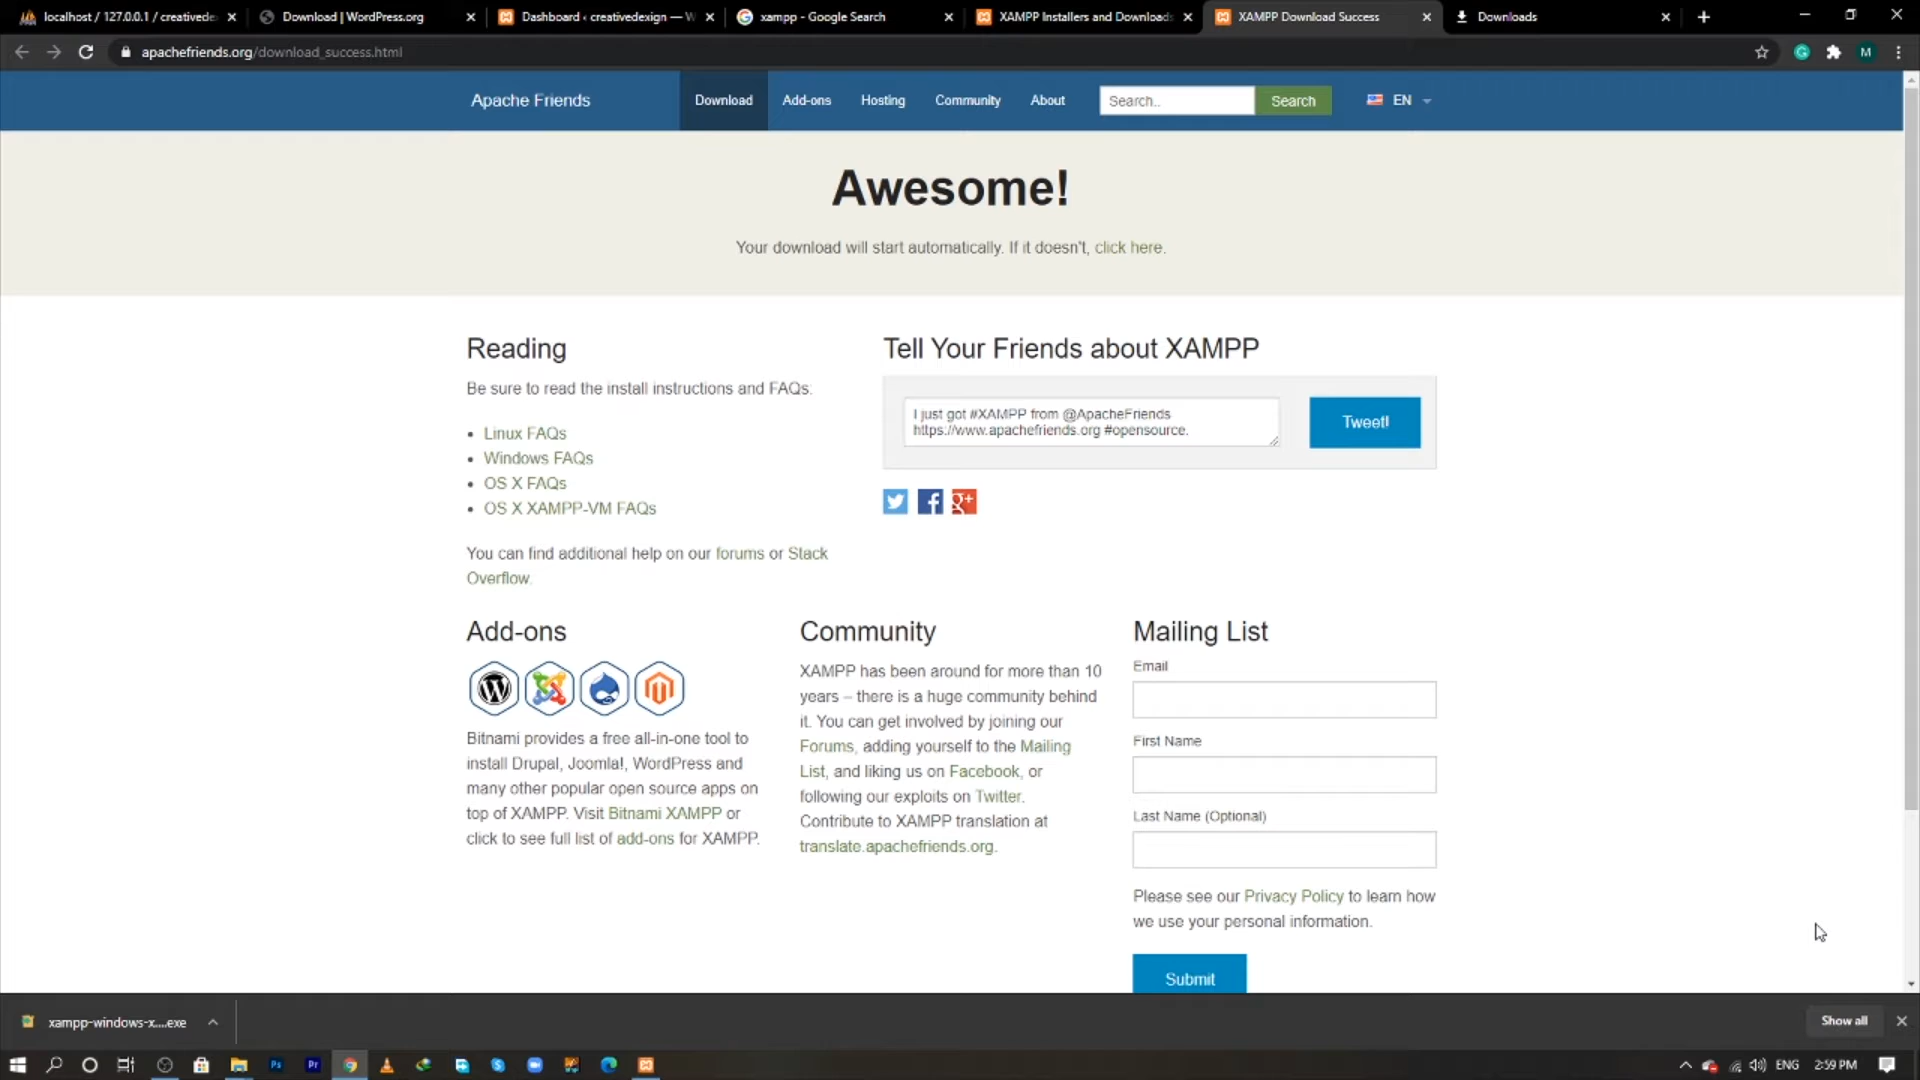 localhost / 127.0.0.1 / creativede
Download | WordPress.org
Dashboard ‹ creativedexign — W
xampp - Google Search
XAMPP Installers and Downloads
XAMPP Download Success
Downloads
apachefriends.org/download_success.html
M
Apache Friends
Download
Add-ons
Hosting
Community
About
Search..
Search
EN
Awesome!
Your download will start automatically. If it doesn't, click here.
Reading
Be sure to read the install instructions and FAQs:
Linux FAQs
Windows FAQs
OS X FAQs
OS X XAMPP-VM FAQs
You can find additional help on our forums or Stack
Overflow.
Tell Your Friends about XAMPP
I just got #XAMPP from @ApacheFriends
https://www.apachefriends.org #opensource.
Tweet!
Add-ons
Bitnami provides a free all-in-one tool to
install Drupal, Joomla!, WordPress and
many other popular open source apps on
top of XAMPP. Visit Bitnami XAMPP or
click to see full list of add-ons for XAMPP.
Community
XAMPP has been around for more than 10
years – there is a huge community behind
it. You can get involved by joining our
Forums, adding yourself to the Mailing
List, and liking us on Facebook, or
following our exploits on Twitter.
Contribute to XAMPP translation at
translate.apachefriends.org.
Mailing List
Email
First Name
Last Name (Optional)
Please see our Privacy Policy to learn how
we use your personal information.
Submit
xampp-windows-x....exe
Show all
Ps
Pr
ENG
2:59 PM